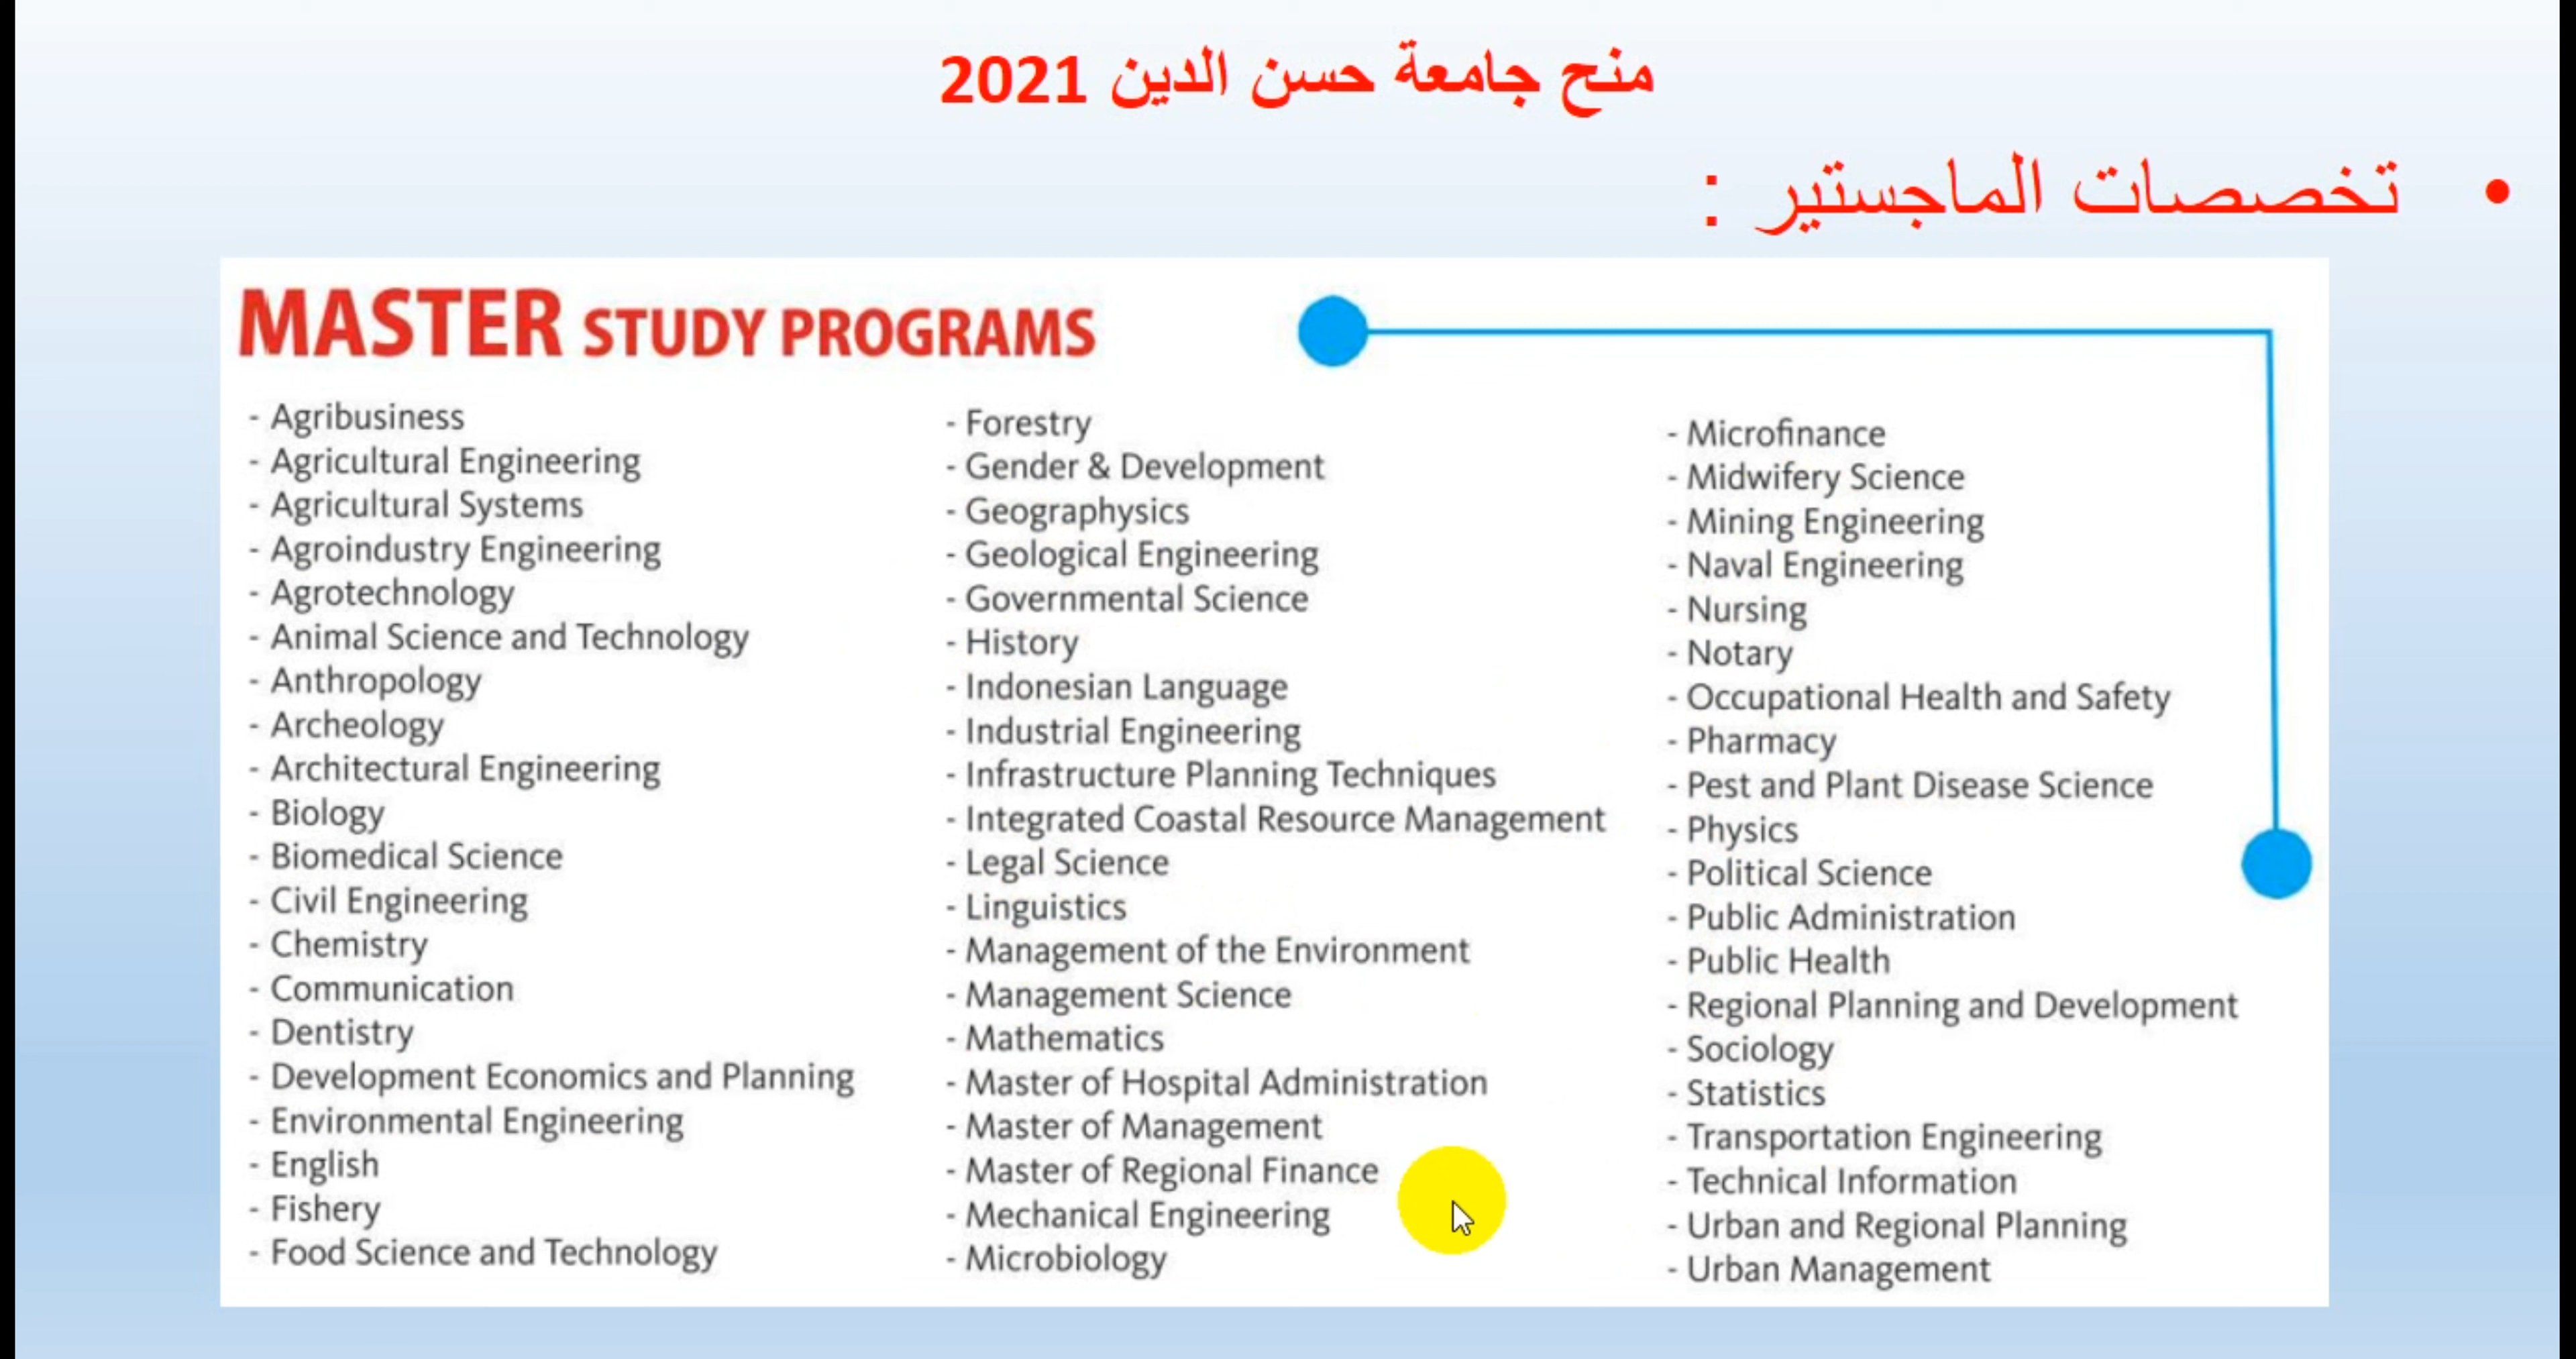 منح جامعة حسن الدين 2021
• تخصصات الماجستير :
MASTER STUDY PROGRAMS
- Agribusiness
- Agricultural Engineering
- Agricultural Systems
- Agroindustry Engineering
- Agrotechnology
- Animal Science and Technology
- Anthropology
- Archeology
- Architectural Engineering
- Biology
- Biomedical Science
- Civil Engineering
- Chemistry
- Communication
- Dentistry
- Development Economics and Planning
- Environmental Engineering
- English
- Fishery
- Food Science and Technology
- Forestry
- Gender & Development
- Geographysics
- Geological Engineering
- Governmental Science
- History
- Indonesian Language
- Industrial Engineering
- Infrastructure Planning Techniques
- Integrated Coastal Resource Management
- Legal Science
- Linguistics
- Management of the Environment
- Management Science
- Mathematics
- Master of Hospital Administration
- Master of Management
- Master of Regional Finance
- Mechanical Engineering
- Microbiology
- Microfinance
- Midwifery Science
- Mining Engineering
- Naval Engineering
- Nursing
- Notary
- Occupational Health and Safety
- Pharmacy
- Pest and Plant Disease Science
- Physics
- Political Science
- Public Administration
- Public Health
- Regional Planning and Development
- Sociology
- Statistics
- Transportation Engineering
- Technical Information
- Urban and Regional Planning
- Urban Management